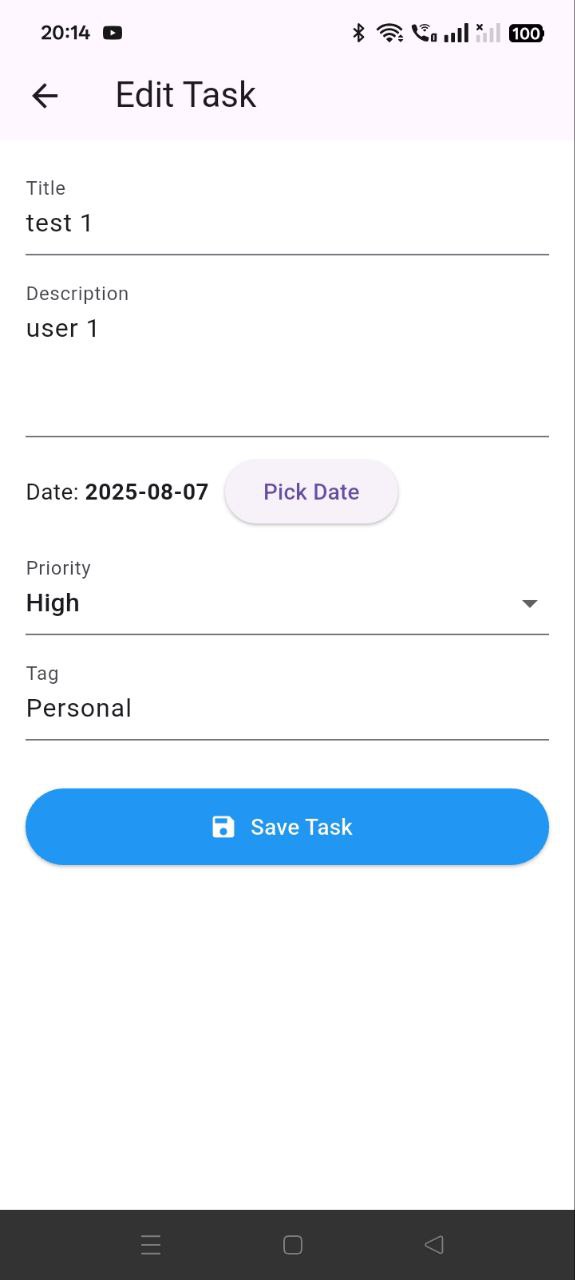 20:14
100
Edit Task
Title
test 1
Description
user 1
Date: 2025-08-07 Pick Date
Priority
High
Tag
Personal
Save Task